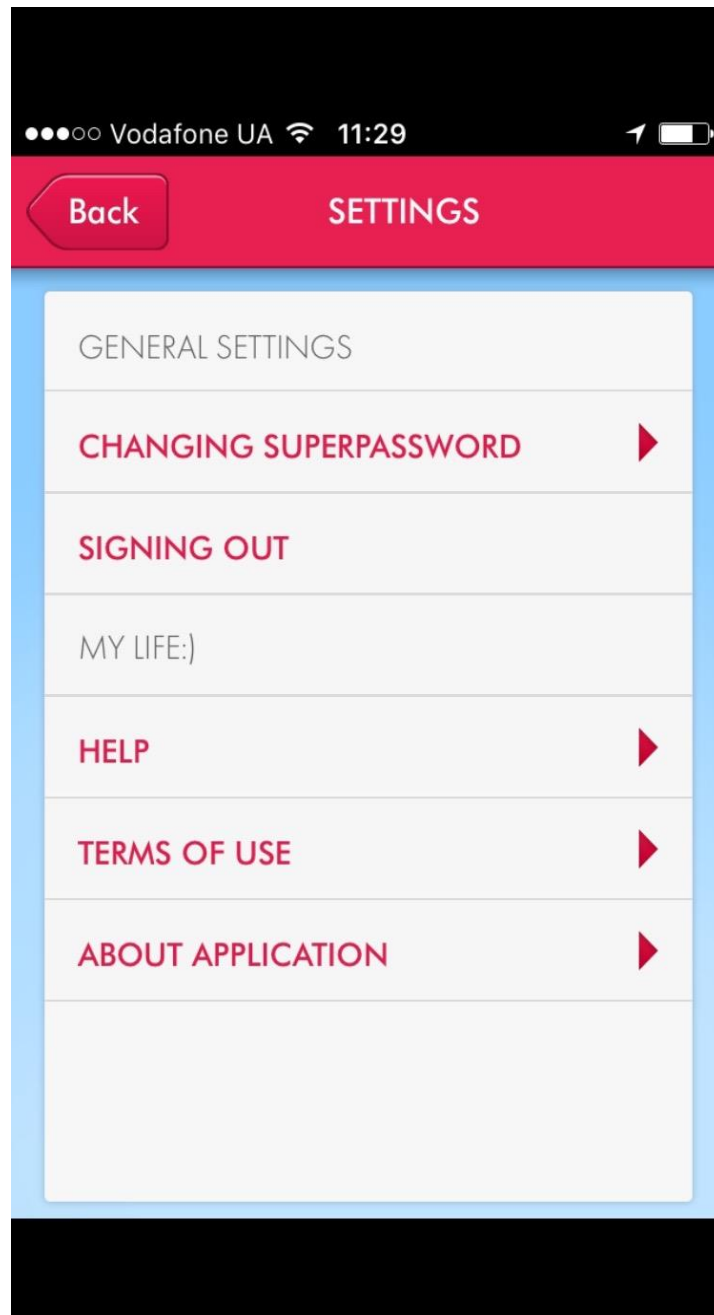 Vodafone UA 11:29
Back SETTINGS
GENERAL SETTINGS
CHANGING SUPERPASSWORD
SIGNING OUT
MY LIFE:)
HELP
TERMS OF USE
ABOUT APPLICATION